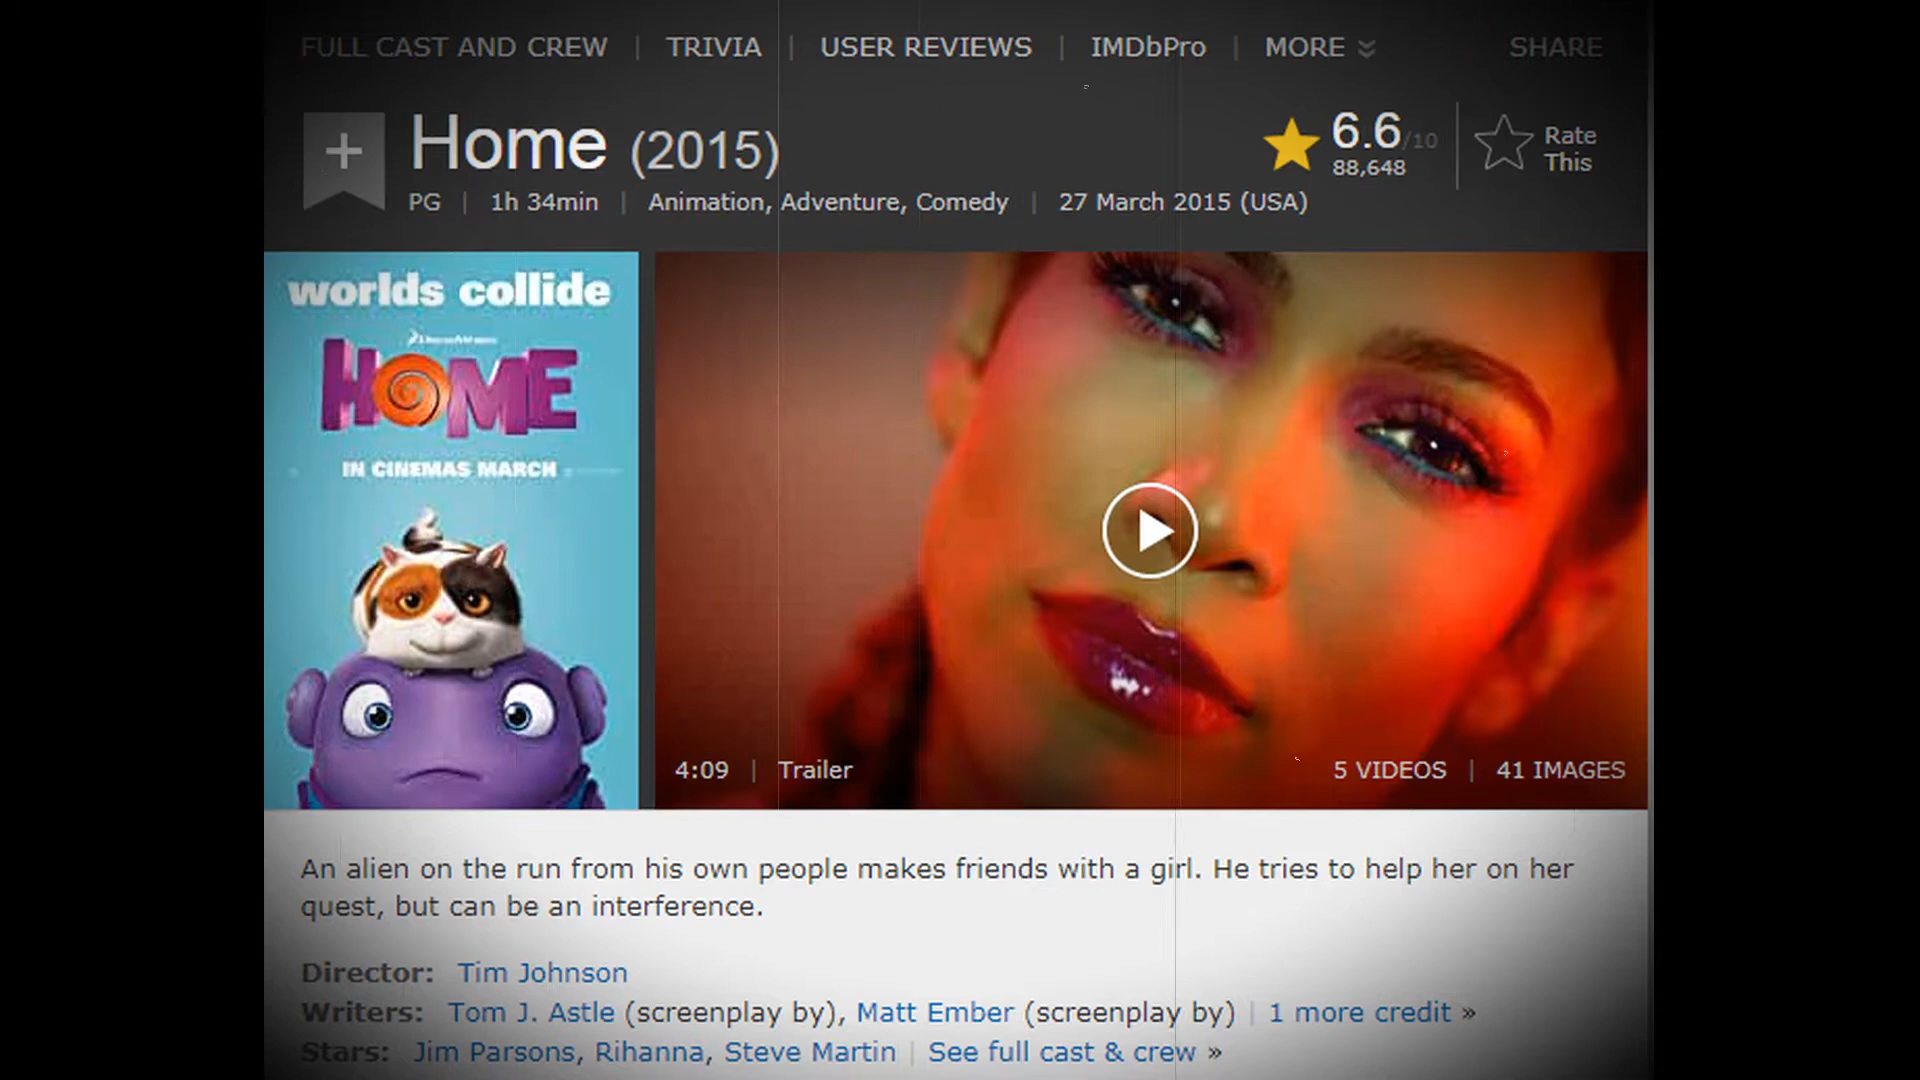 FULL CAST AND CREW | TRIVIA | USER REVIEWS | IMDbPro | MORE SHARE
+ Home (2015) 6.6/10 Rate
88,648 This
PG | 1h 34min | Animation, Adventure, Comedy | 27 March 2015 (USA)
worlds collide
DreamWorks
HOME
IN CINEMAS MARCH
4:09 | Trailer 5 VIDEOS | 41 IMAGES
An alien on the run from his own people makes friends with a girl. He tries to help her on her
quest, but can be an interference.
Director: Tim Johnson
Writers: Tom J. Astle (screenplay by), Matt Ember (screenplay by) | 1 more credit »
Stars: Jim Parsons, Rihanna, Steve Martin | See full cast & crew »